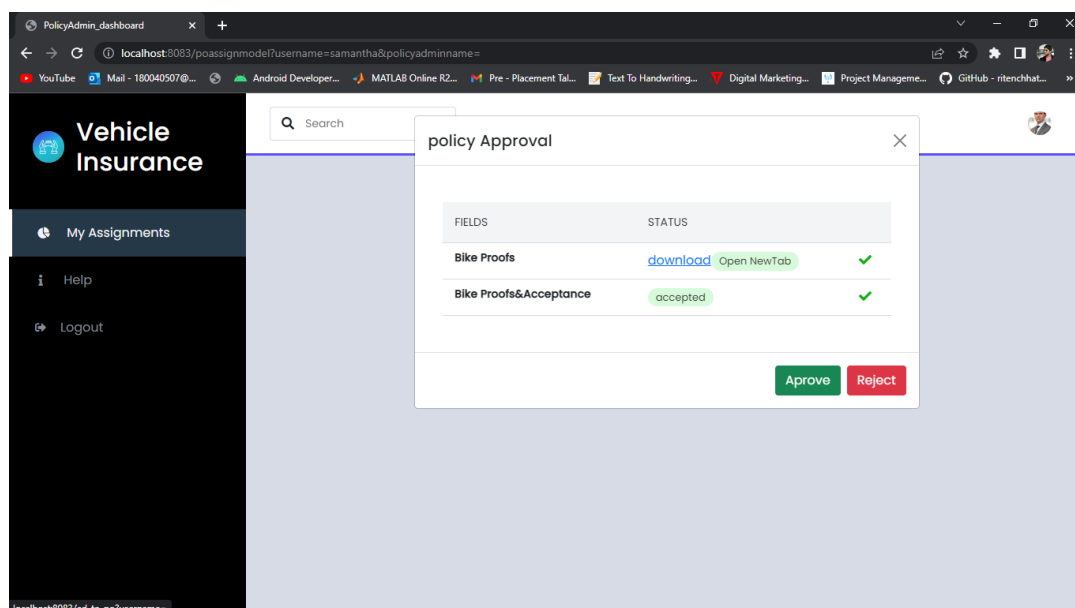 PolicyAdmin_dashboard
localhost:8083/poassignmodel?username=samantha&policyadminname=
YouTube Mail - 180040507@... Android Developer... MATLAB Online R2... Pre - Placement Tal... Text To Handwriting... Digital Marketing... Project Manageme... GitHub - ritenchhat... »
Vehicle
Insurance
Search
policy Approval
FIELDS STATUS
Bike Proofs download Open NewTab
Bike Proofs&Acceptance accepted
Aprove Reject
My Assignments
Help
Logout